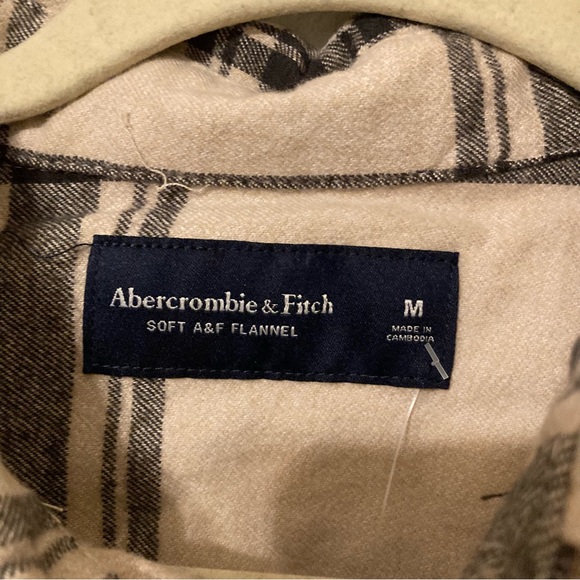 Abercrombie & Fitch
SOFT A&F FLANNEL
M
MADE IN
CAMBODIA